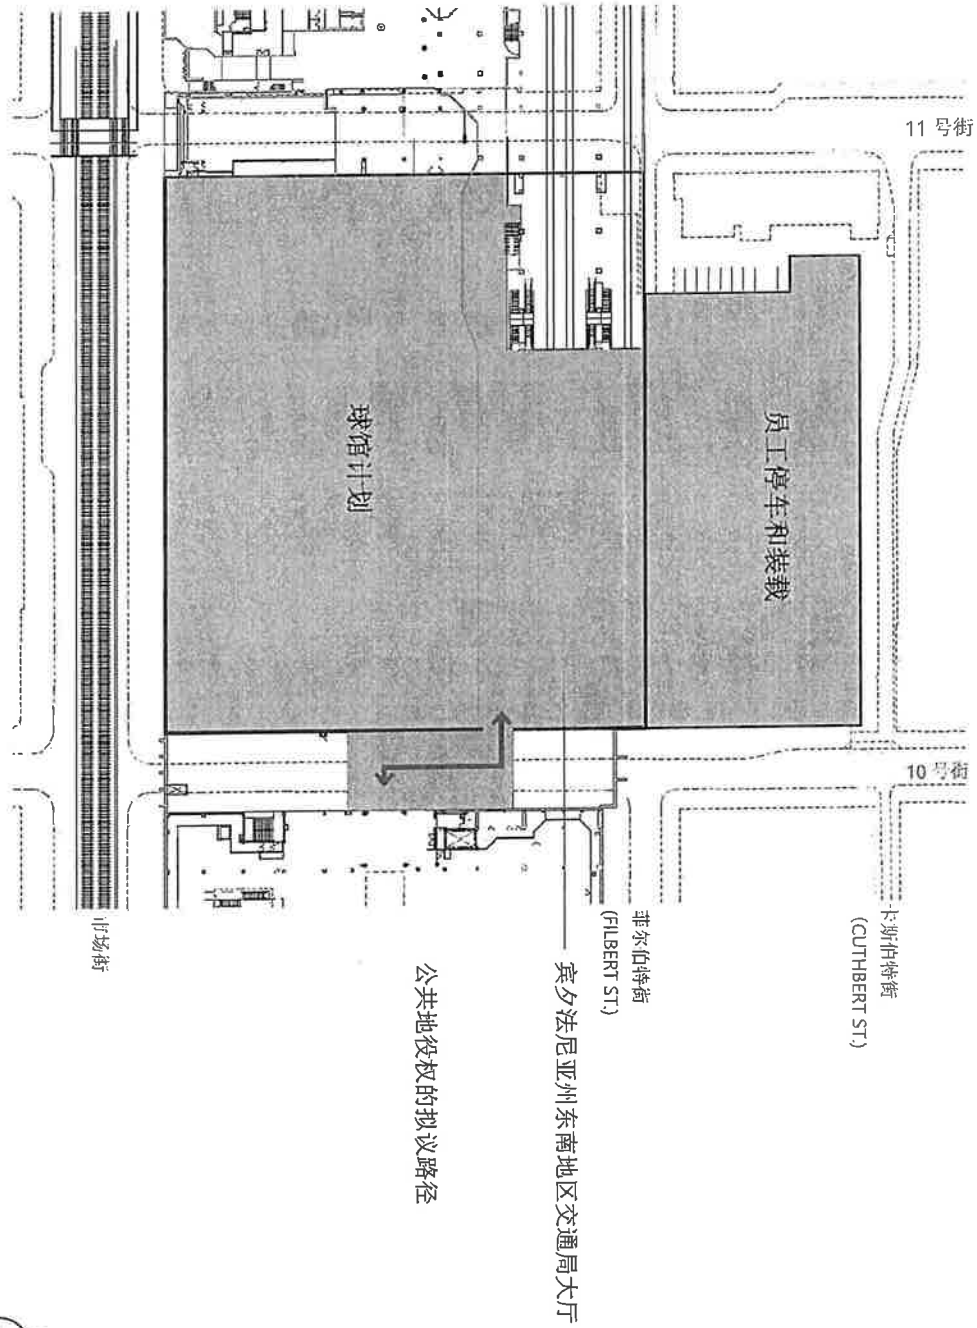 11 号街
员工停车和装载
球馆计划
10 号街
卡斯伯特街
(CUTHBERT ST.)
菲尔伯特街
(FILBERT ST.)
宾夕法尼亚州东南地区交通局大厅
公共地役权的拟议路径
市场街